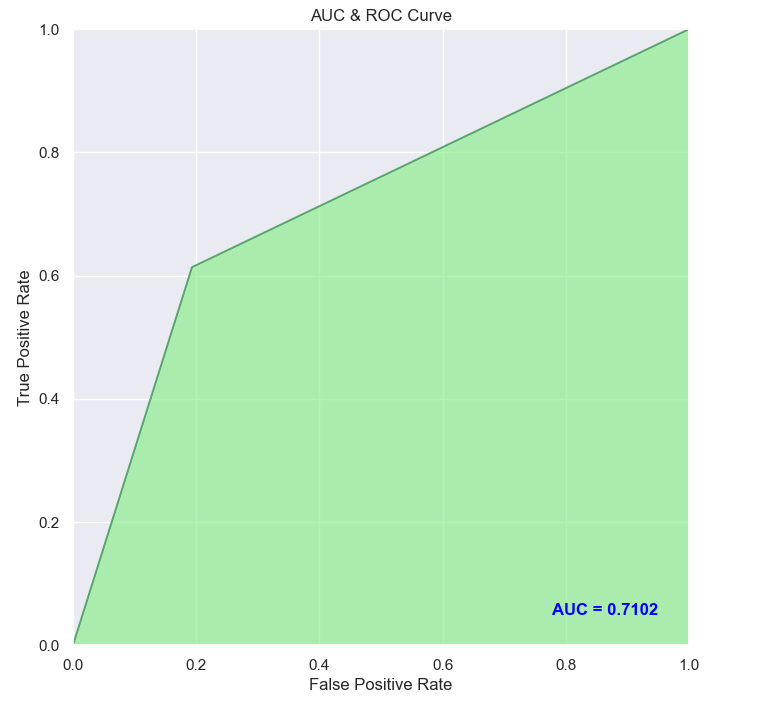 AUC & ROC Curve
True Positive Rate
1.0
0.8
0.6
0.4
0.2
0.0
AUC = 0.7102
0.0 0.2 0.4 0.6 0.8 1.0
False Positive Rate